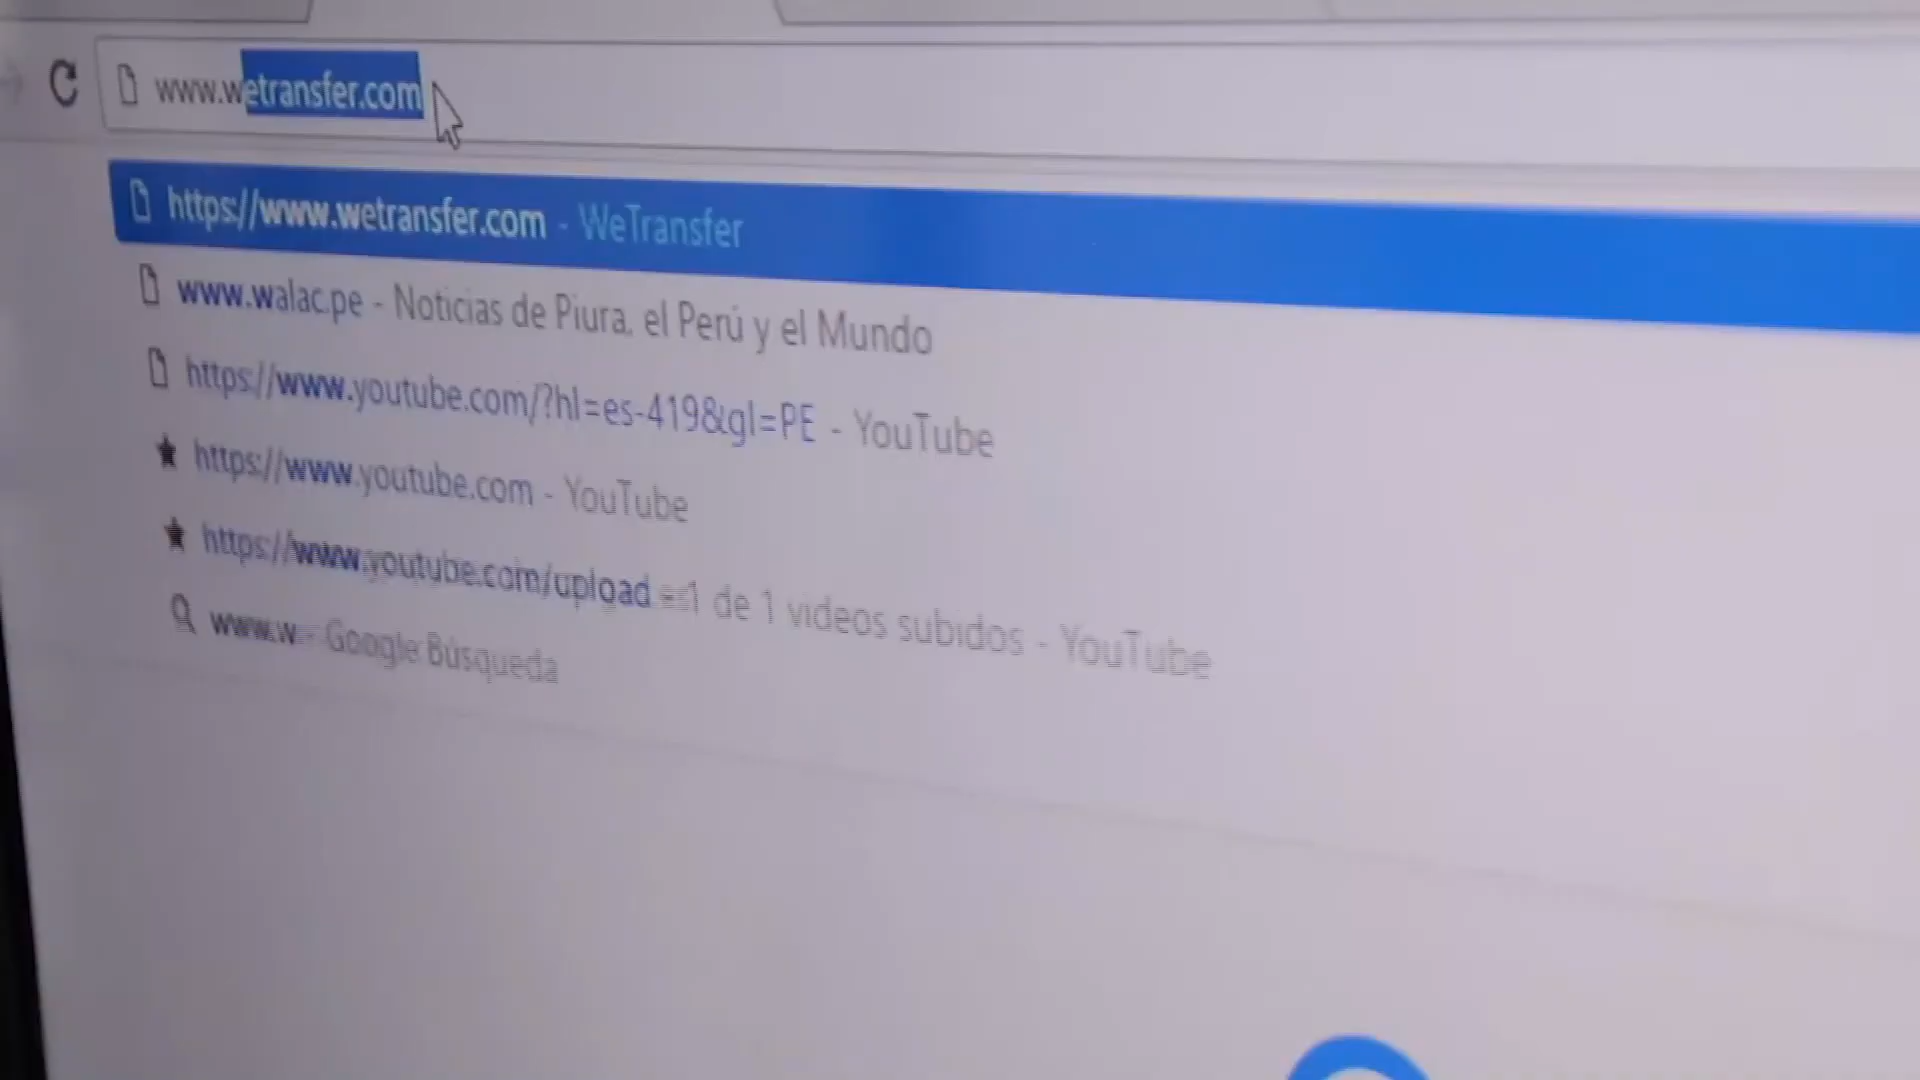 www.wetransfer.com
https://www.wetransfer.com - WeTransfer
www.walac.pe - Noticias de Piura, el Perú y el Mundo
https://www.youtube.com/?hl=es-419&gl=PE - YouTube
https://www.youtube.com - YouTube
https://www.youtube.com/upload - 1 de 1 videos subidos - YouTube
www.w - Google Búsqueda